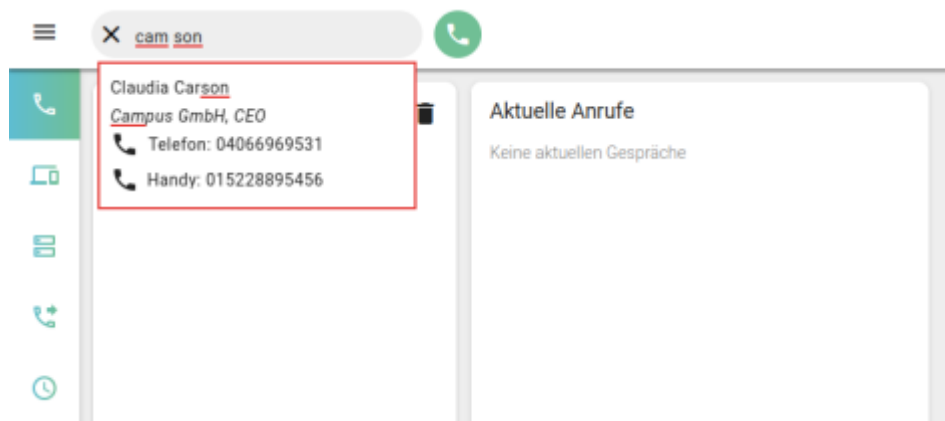 cam son
Claudia Carson
Campus GmbH, CEO
Telefon: 04066969531
Handy: 015228895456
Aktuelle Anrufe
Keine aktuellen Gespräche